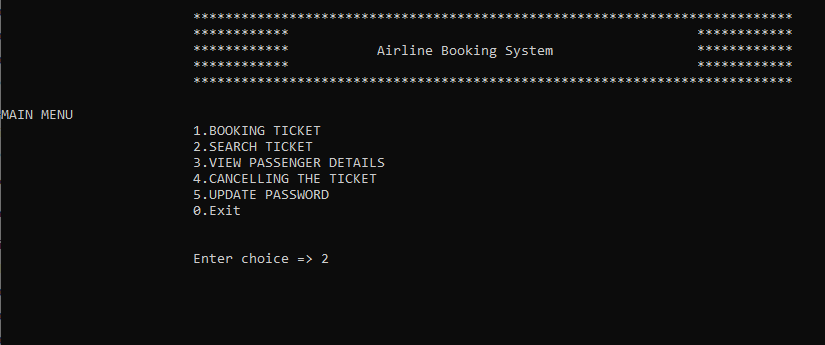 ***************************************************************************
************ ************
************ Airline Booking System ************
************ ************
***************************************************************************
MAIN MENU
1.BOOKING TICKET
2.SEARCH TICKET
3.VIEW PASSENGER DETAILS
4.CANCELLING THE TICKET
5.UPDATE PASSWORD
0.Exit
Enter choice => 2